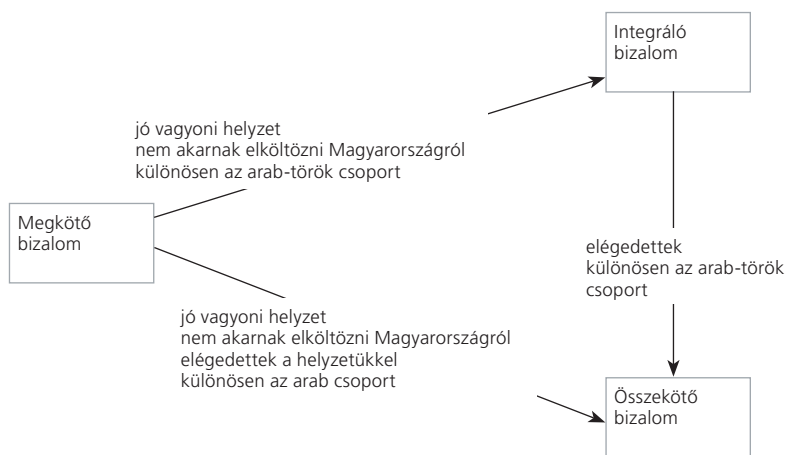 Integráló
bizalom
jó vagyoni helyzet
nem akarnak elköltözni Magyarországról
különösen az arab-török csoport
Megkötő
bizalom
elégedettek
különösen az arab-török
csoport
jó vagyoni helyzet
nem akarnak elköltözni Magyarországról
elégedettek a helyzetükkel
különösen az arab csoport
Összekötő
bizalom